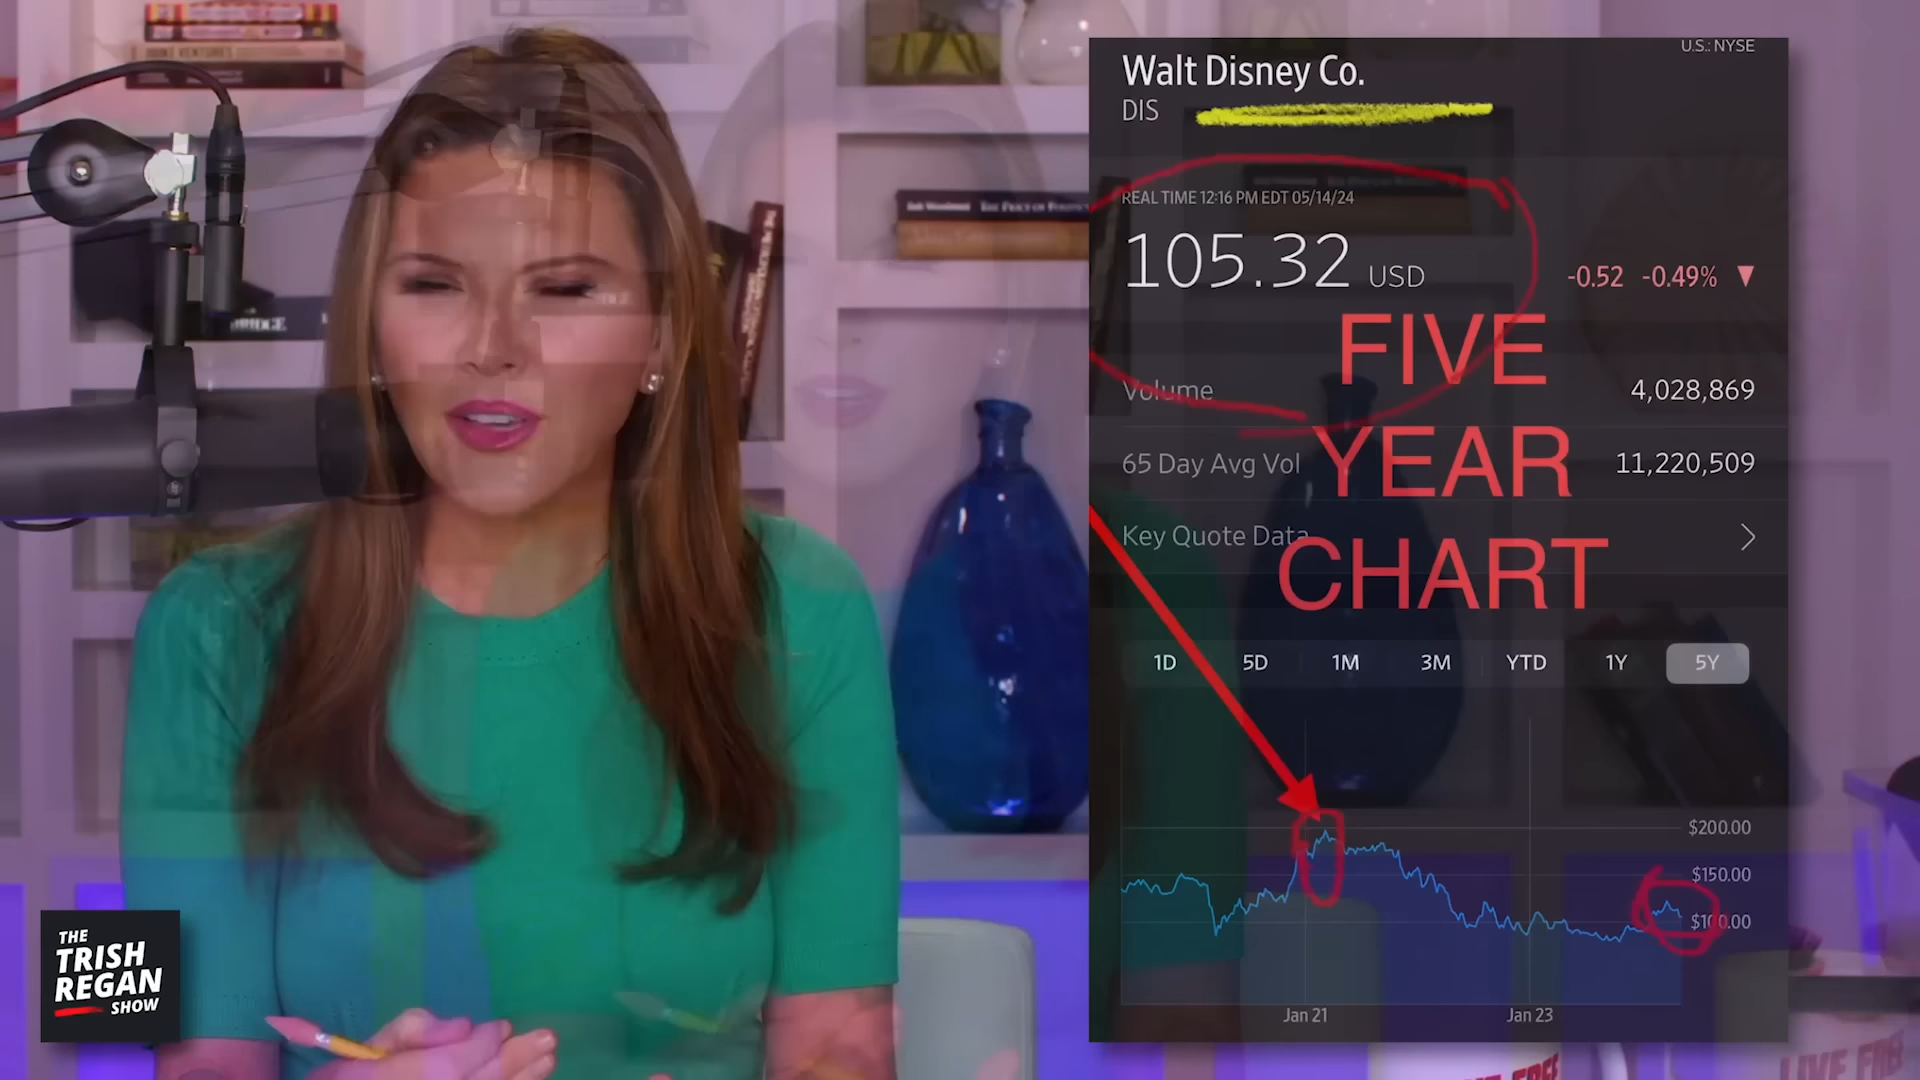 U.S.: NYSE
Walt Disney Co.
DIS
REAL TIME 12:16 PM EDT 05/14/24
105.32 USD
-0.52 -0.49%
FIVE
YEAR
CHART
Volume 4,028,869
65 Day Avg Vol 11,220,509
Key Quote Data
1D 5D 1M 3M YTD 1Y 5Y
$200.00
$150.00
$100.00
Jan 21 Jan 23
THE
TRISH
REGAN
SHOW
LIVE FREE